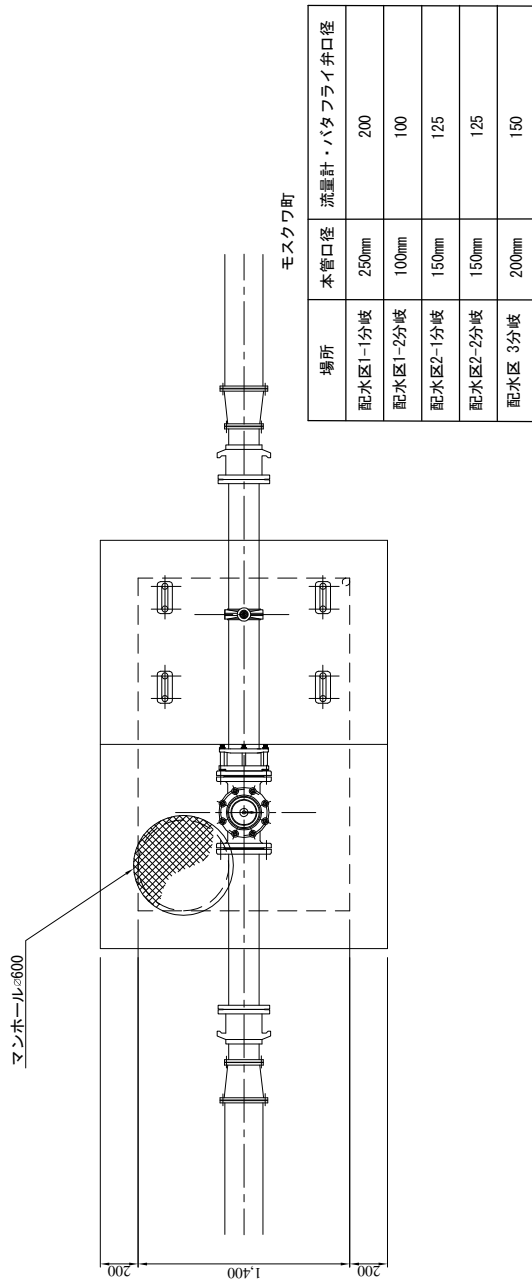 マンホール⌀600
200
1,400
200
モスクワ町
場所 本管口径 流量計・バタフライ弁口径
配水区1-1分岐 250mm 200
配水区1-2分岐 100mm 100
配水区2-1分岐 150mm 125
配水区2-2分岐 150mm 125
配水区 3分岐 200mm 150